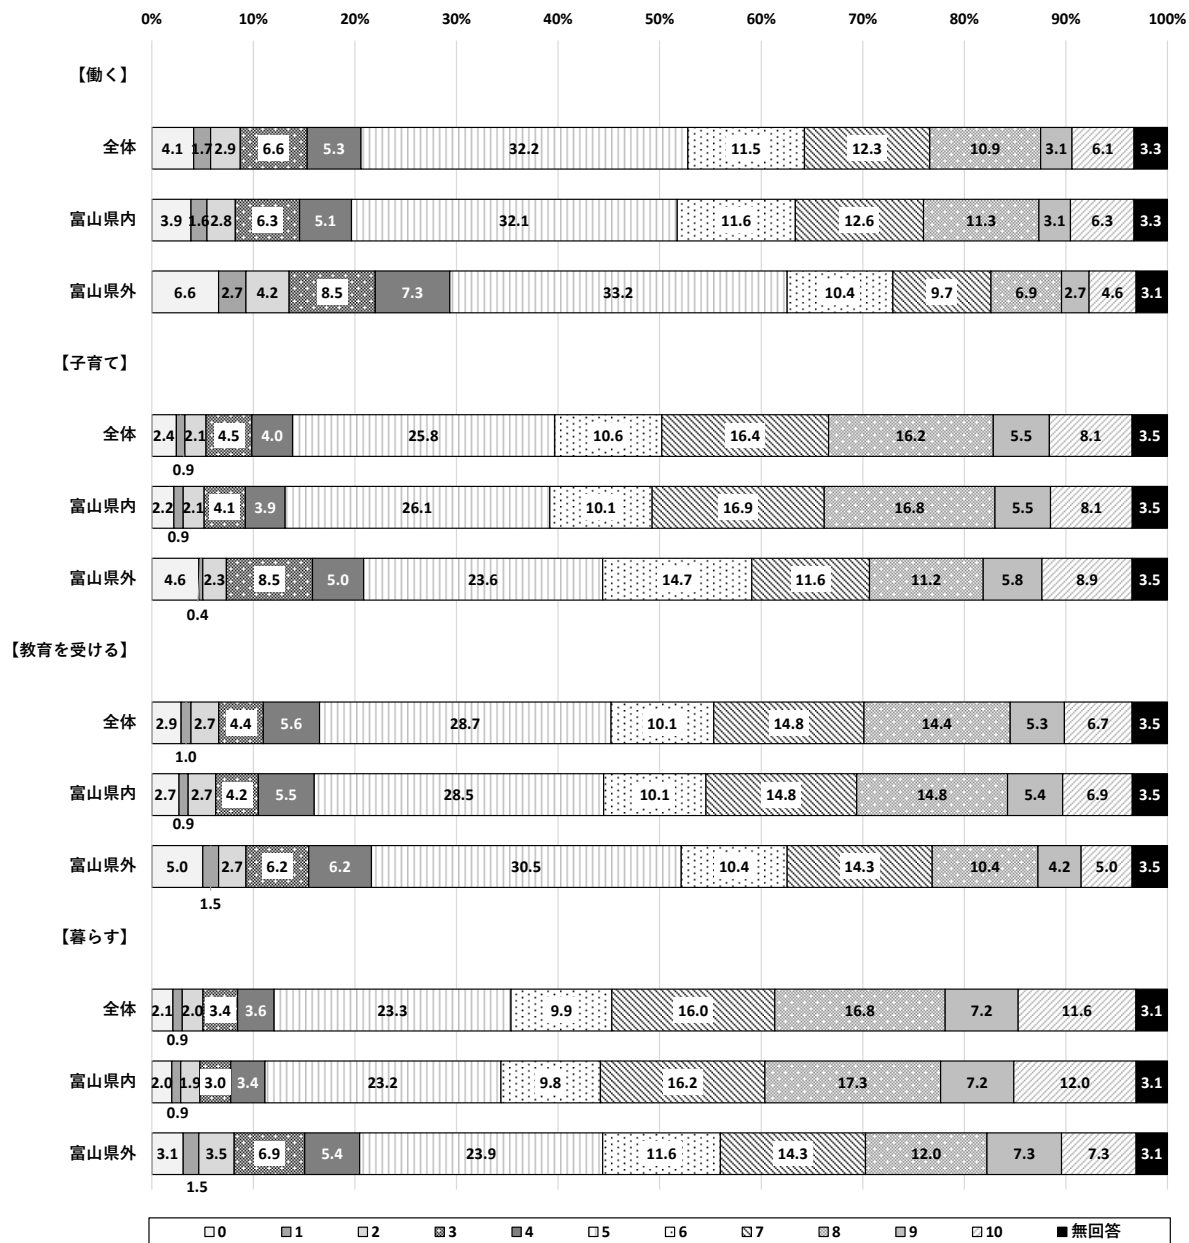 0% 10% 20% 30% 40% 50% 60% 70% 80% 90% 100%
【働く】
全体 4.1 1.7 2.9 6.6 5.3 32.2 11.5 12.3 10.9 3.1 6.1 3.3
富山県内 3.9 1.6 2.8 6.3 5.1 32.1 11.6 12.6 11.3 3.1 6.3 3.3
富山県外 6.6 2.7 4.2 8.5 7.3 33.2 10.4 9.7 6.9 2.7 4.6 3.1
【子育て】
全体 2.4 2.1 4.5 4.0 25.8 10.6 16.4 16.2 5.5 8.1 3.5
0.9
富山県内 2.2 2.1 4.1 3.9 26.1 10.1 16.9 16.8 5.5 8.1 3.5
0.9
富山県外 4.6 2.3 8.5 5.0 23.6 14.7 11.6 11.2 5.8 8.9 3.5
0.4
【教育を受ける】
全体 2.9 2.7 4.4 5.6 28.7 10.1 14.8 14.4 5.3 6.7 3.5
1.0
富山県内 2.7 2.7 4.2 5.5 28.5 10.1 14.8 14.8 5.4 6.9 3.5
0.9
富山県外 5.0 2.7 6.2 6.2 30.5 10.4 14.3 10.4 4.2 5.0 3.5
1.5
【暮らす】
全体 2.1 2.0 3.4 3.6 23.3 9.9 16.0 16.8 7.2 11.6 3.1
0.9
富山県内 2.0 1.9 3.0 3.4 23.2 9.8 16.2 17.3 7.2 12.0 3.1
0.9
富山県外 3.1 3.5 6.9 5.4 23.9 11.6 14.3 12.0 7.3 7.3 3.1
1.5
0 1 2 3 4 5 6 7 8 9 10 無回答